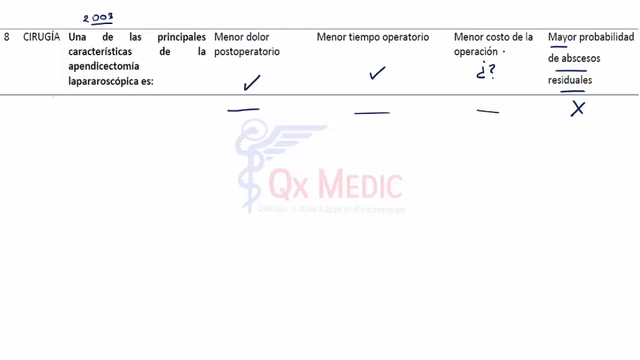 2003
8 CIRUGÍA Una de las principales características de la apendicectomía lapararoscópica es:
Menor dolor postoperatorio
Menor tiempo operatorio
Menor costo de la operación
¿?
Mayor probabilidad de abscesos residuales
X
Qx MEDIC